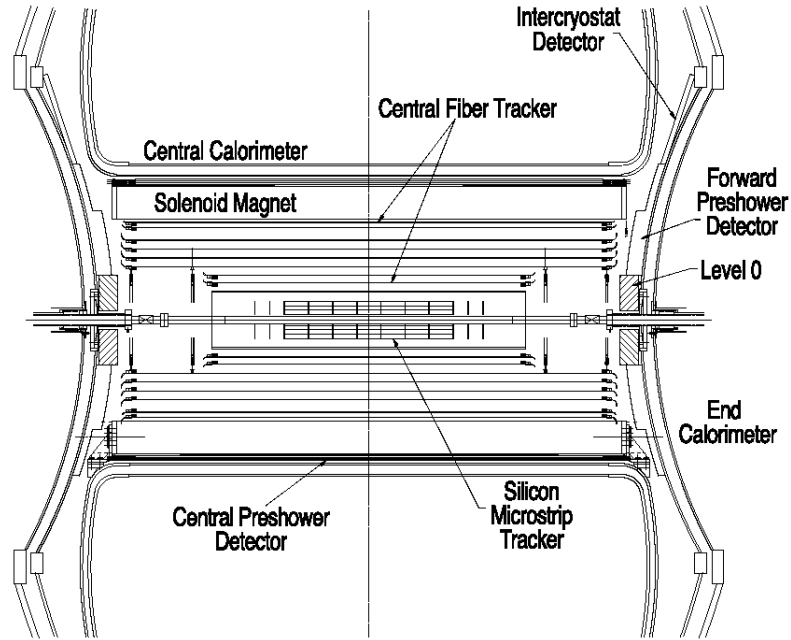 Intercryostat
Detector
Central Fiber Tracker
Central Calorimeter
Solenoid Magnet
Forward
Preshower
Detector
Level 0
End
Calorimeter
Central Preshower
Detector
Silicon
Microstrip
Tracker